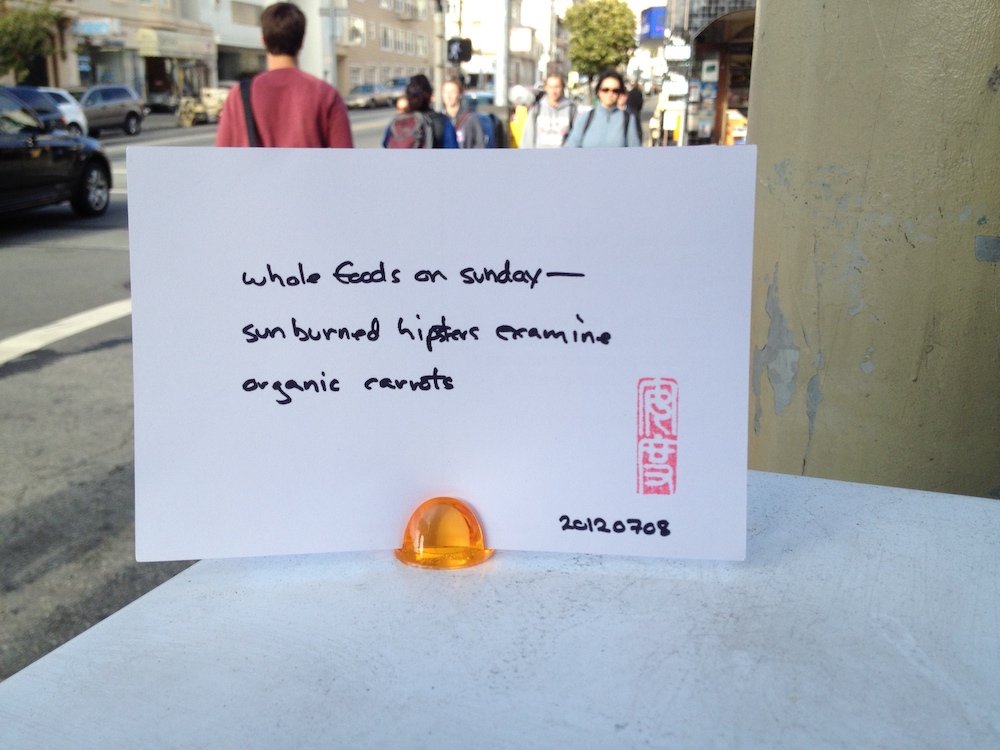 whole foods on sunday—
sunburned hipsters examine
organic carrots
20120708